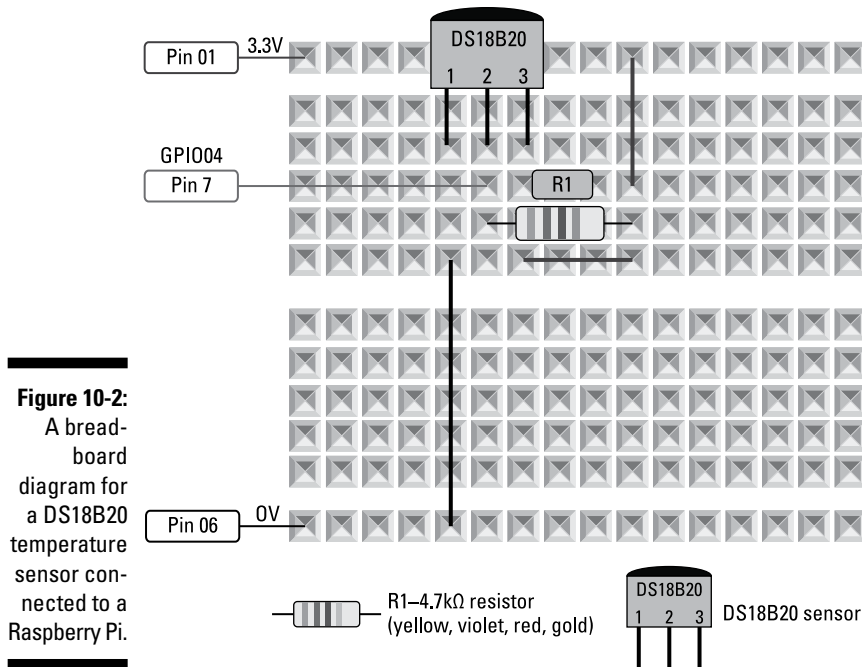 DS18B20
1 2 3
3.3V
Pin 01
GPIO04
Pin 7
R1
Figure 10-2:
A bread-
board
diagram for
a DS18B20
temperature
sensor con-
nected to a
Raspberry Pi.
0V
Pin 06
R1–4.7kΩ resistor
(yellow, violet, red, gold)
DS18B20
1 2 3
DS18B20 sensor